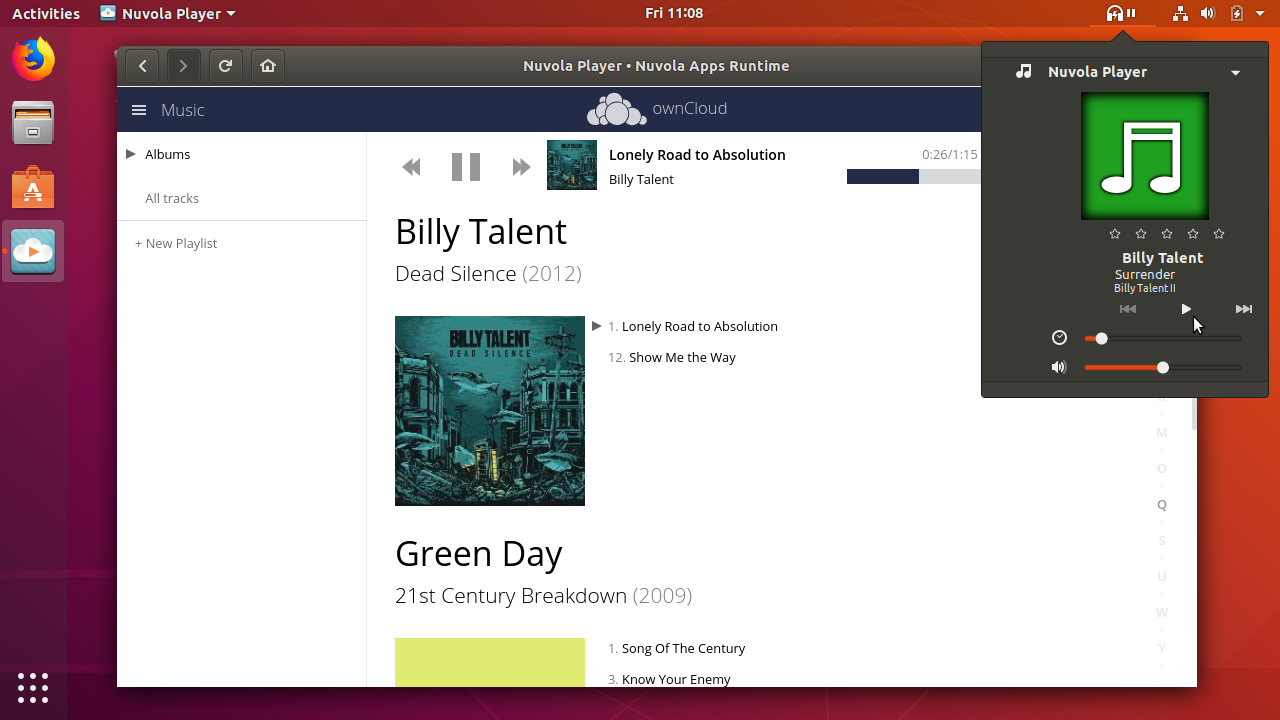 Activities
Nuvola Player
Fri 11:08
Nuvola Player • Nuvola Apps Runtime
Music
ownCloud
Albums
All tracks
+ New Playlist
Lonely Road to Absolution
0:26/1:15
Billy Talent
Billy Talent
Dead Silence (2012)
BILLY TALENT
DEAD SILENCE
1. Lonely Road to Absolution
12. Show Me the Way
Green Day
21st Century Breakdown (2009)
1. Song Of The Century
3. Know Your Enemy
Nuvola Player
Billy Talent
Surrender
Billy Talent II
M
O
Q
S
U
W
Y